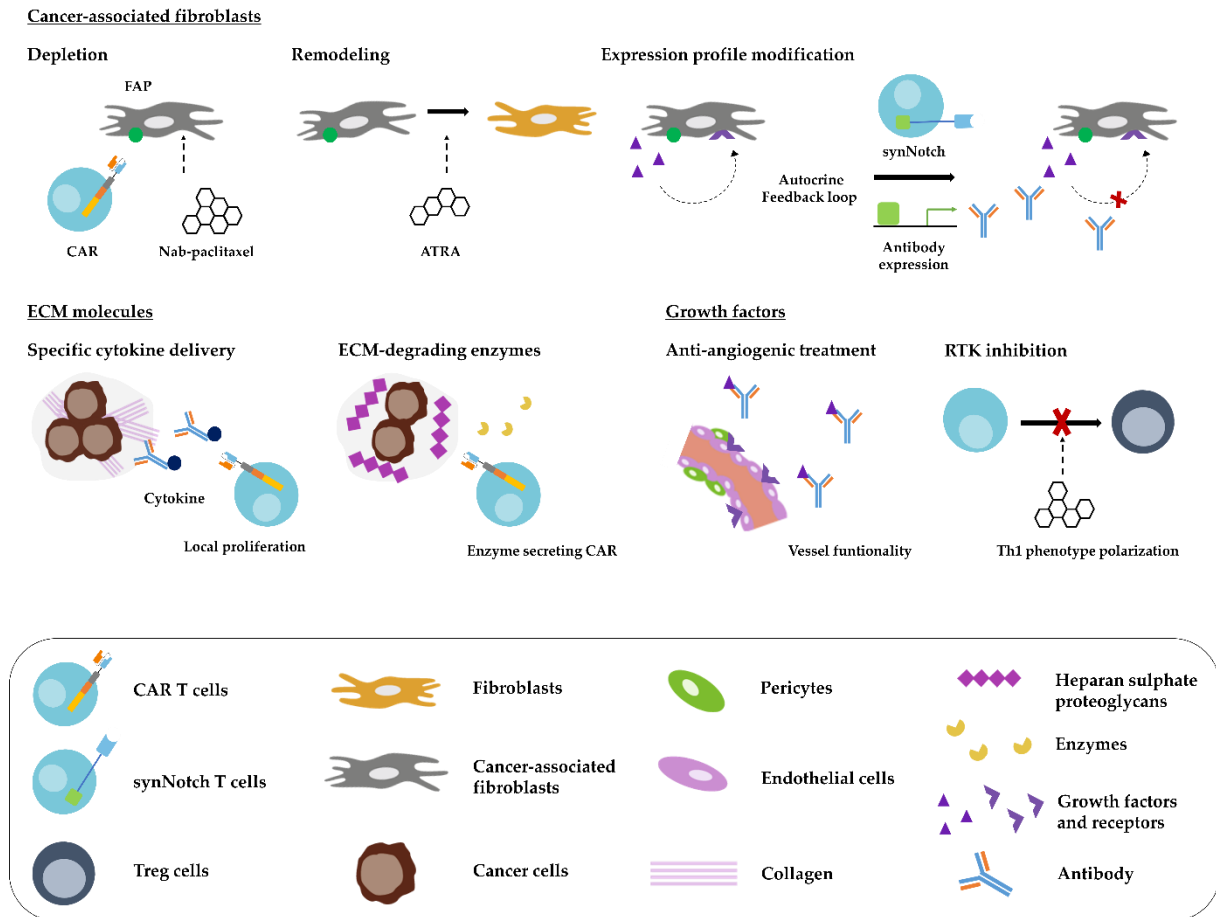 Cancer-associated fibroblasts
Depletion
Remodeling
Expression profile modification
FAP
synNotch
Autocrine
Feedback loop
CAR
Nab-paclitaxel
ATRA
Antibody
expression
ECM molecules
Growth factors
Specific cytokine delivery
ECM-degrading enzymes
Anti-angiogenic treatment
RTK inhibition
Cytokine
Local proliferation
Enzyme secreting CAR
Vessel funtionality
Th1 phenotype polarization
CAR T cells
Fibroblasts
Pericytes
Heparan sulphate
proteoglycans
Enzymes
synNotch T cells
Cancer-associated
fibroblasts
Endothelial cells
Growth factors
and receptors
Treg cells
Cancer cells
Collagen
Antibody